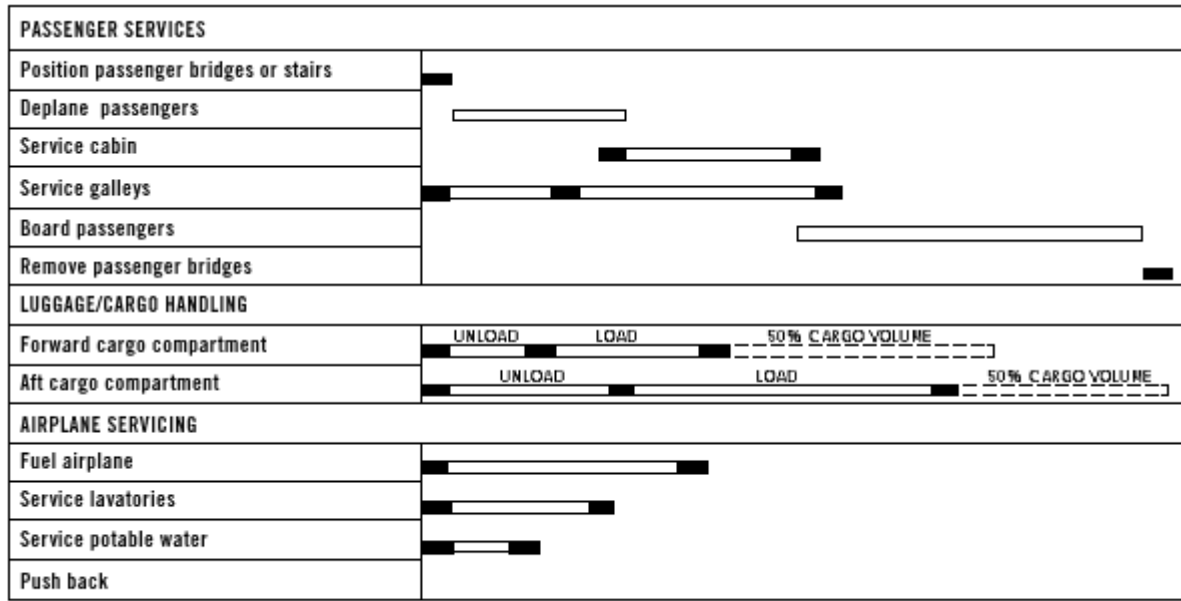 PASSENGER SERVICES
Position passenger bridges or stairs
Deplane passengers
Service cabin
Service galleys
Board passengers
Remove passenger bridges
LUGGAGE/CARGO HANDLING
Forward cargo compartment UNLOAD LOAD 50% CARGO VOLUME
Aft cargo compartment UNLOAD LOAD 50% CARGO VOLUME
AIRPLANE SERVICING
Fuel airplane
Service lavatories
Service potable water
Push back